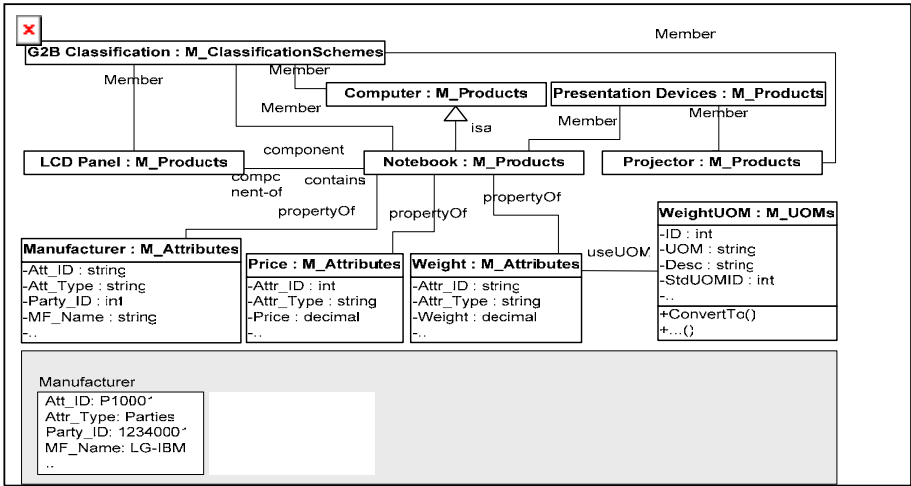 Member
G2B Classification : M_ClassificationSchemes
Member
Member
Computer : M_Products
Presentation Devices : M_Products
Member
isa
Member
Member
LCD Panel : M_Products
component
Notebook : M_Products
Projector : M_Products
compc
nent-of
contains
propertyOf
propertyOf
propertyOf
WeightUOM : M_UOMs
-ID : int
-UOM : string
-Desc : string
-StdUOMID : int
-..
+ConvertTo()
+...()
Manufacturer : M_Attributes
-Att_ID : string
-Att_Type : string
-Party_ID : int
-MF_Name : string
-..
Price : M_Attributes
-Attr_ID : int
-Attr_Type : string
-Price : decimal
-..
Weight : M_Attributes
-Attr_ID : string
-Attr_Type : string
-Weight : decimal
-..
useUOM
Manufacturer
Att_ID: P10001
Attr_Type: Parties
Party_ID: 12340001
MF_Name: LG-IBM
..